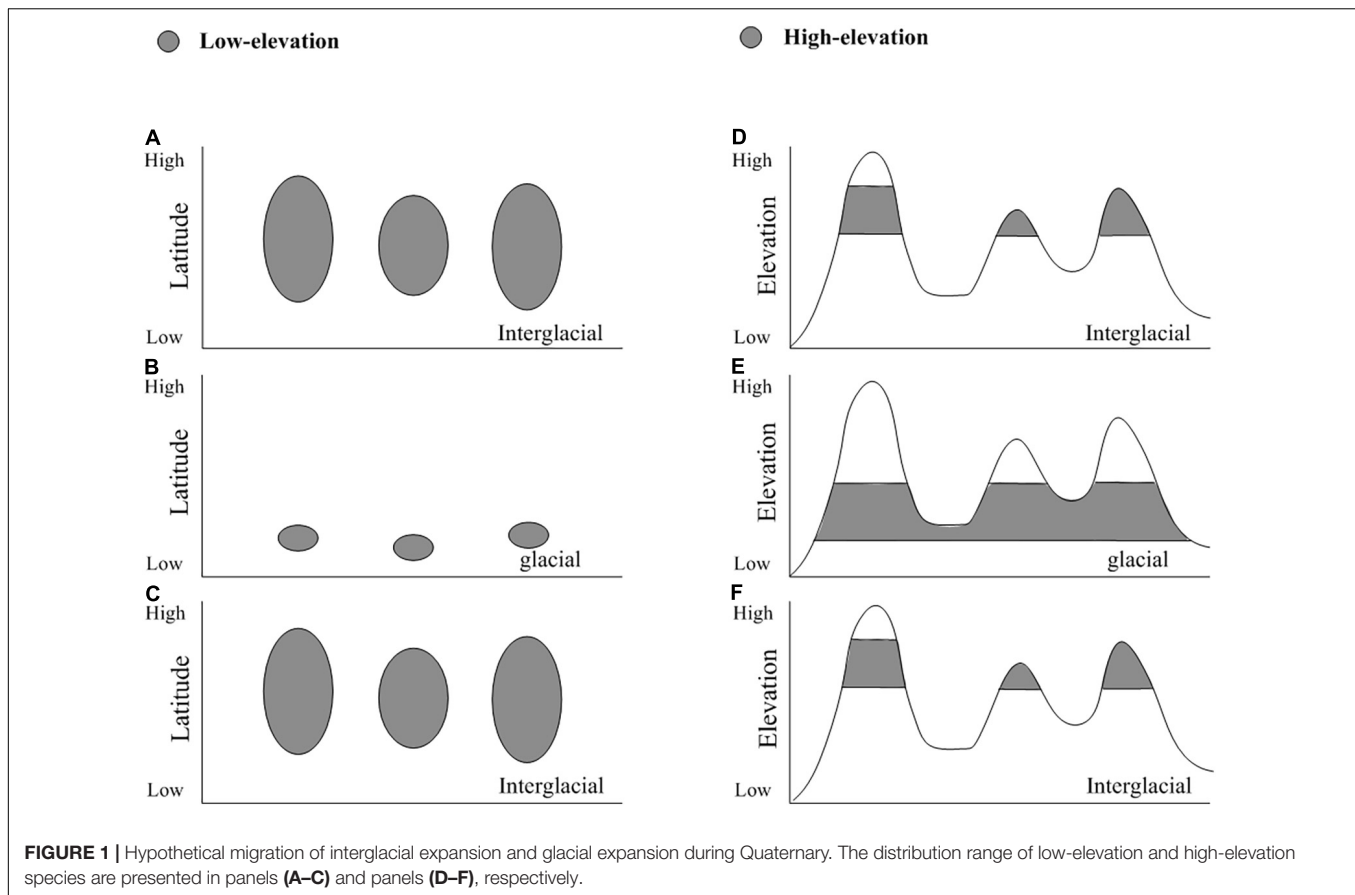 Low-elevation
High-elevation
A
High
Latitude
Low
Interglacial
B
High
Latitude
Low
glacial
C
High
Latitude
Low
Interglacial
D
High
Elevation
Low
Interglacial
E
High
Elevation
Low
glacial
F
High
Elevation
Low
Interglacial
FIGURE 1 | Hypothetical migration of interglacial expansion and glacial expansion during Quaternary. The distribution range of low-elevation and high-elevation
species are presented in panels (A–C) and panels (D–F), respectively.